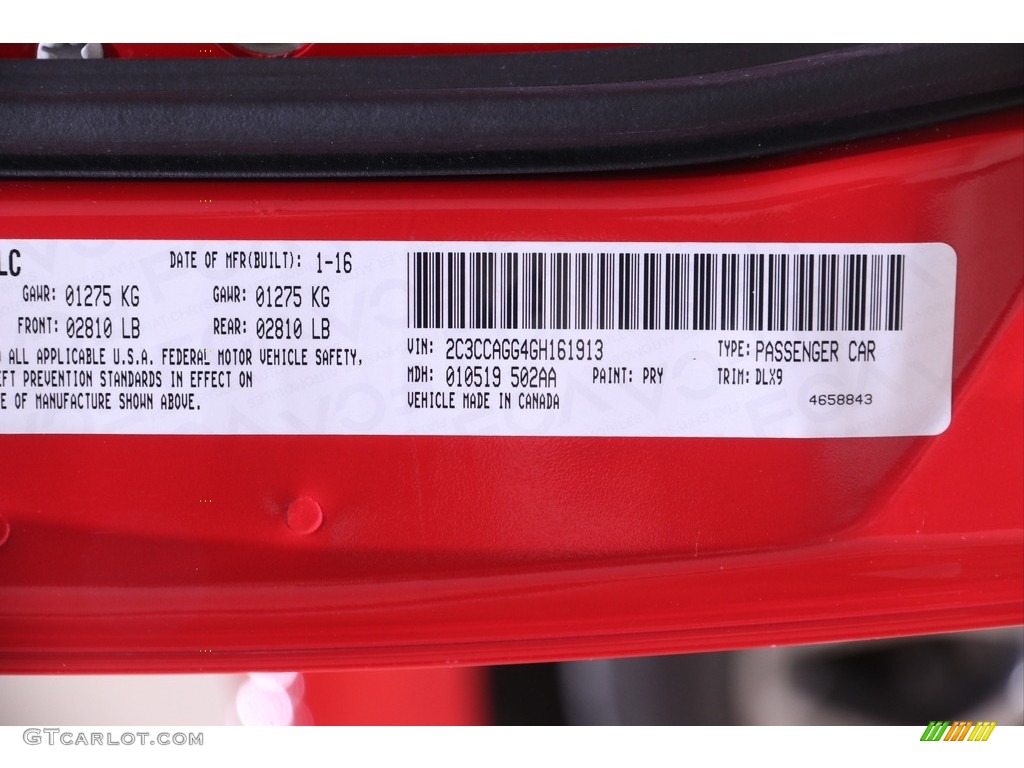 LC
DATE OF MFR(BUILT): 1-16
GAWR: 01275 KG GAWR: 01275 KG
FRONT: 02810 LB REAR: 02810 LB
ALL APPLICABLE U.S.A. FEDERAL MOTOR VEHICLE SAFETY,
EFT PREVENTION STANDARDS IN EFFECT ON
E OF MANUFACTURE SHOWN ABOVE.
VIN: 2C3CCAGG4GH161913 TYPE: PASSENGER CAR
MDH: 010519 502AA PAINT: PRY TRIM: DLX9
VEHICLE MADE IN CANADA 4658843
GTCarlot.com